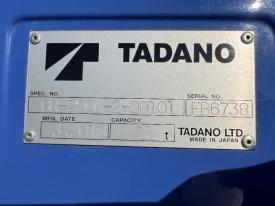 TADANO
SPEC. NO.
SERIAL NO.
FB6738
MFG. DATE
CAPACITY
t
TADANO LTD.
MADE IN JAPAN